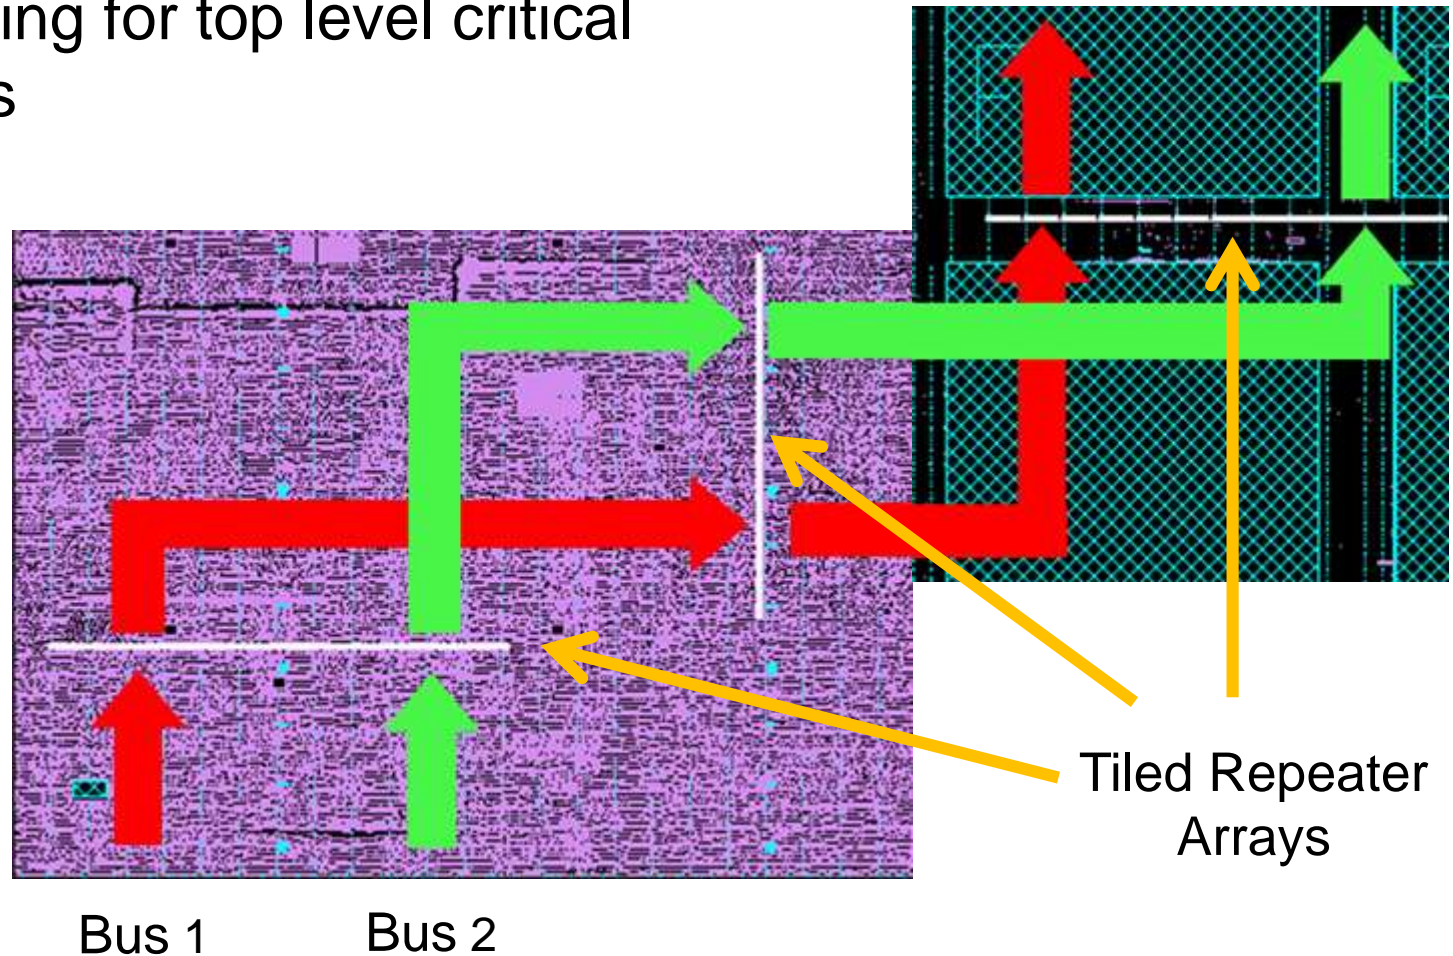 ing for top level critical
s
Tiled Repeater
Arrays
Bus 1
Bus 2